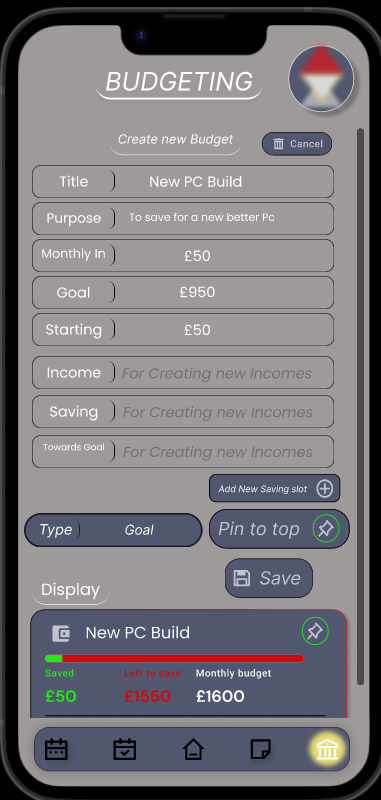 BUDGETING
Create new Budget
Cancel
Title New PC Build
Purpose To save for a new better Pc
Monthly In £50
Goal £950
Starting £50
Income For Creating new Incomes
Saving For Creating new Incomes
Towards Goal For Creating new Incomes
Add New Saving slot
Type Goal
Pin to top
Save
Display
New PC Build
Saved Left to save Monthly budget
£50 £1550 £1600